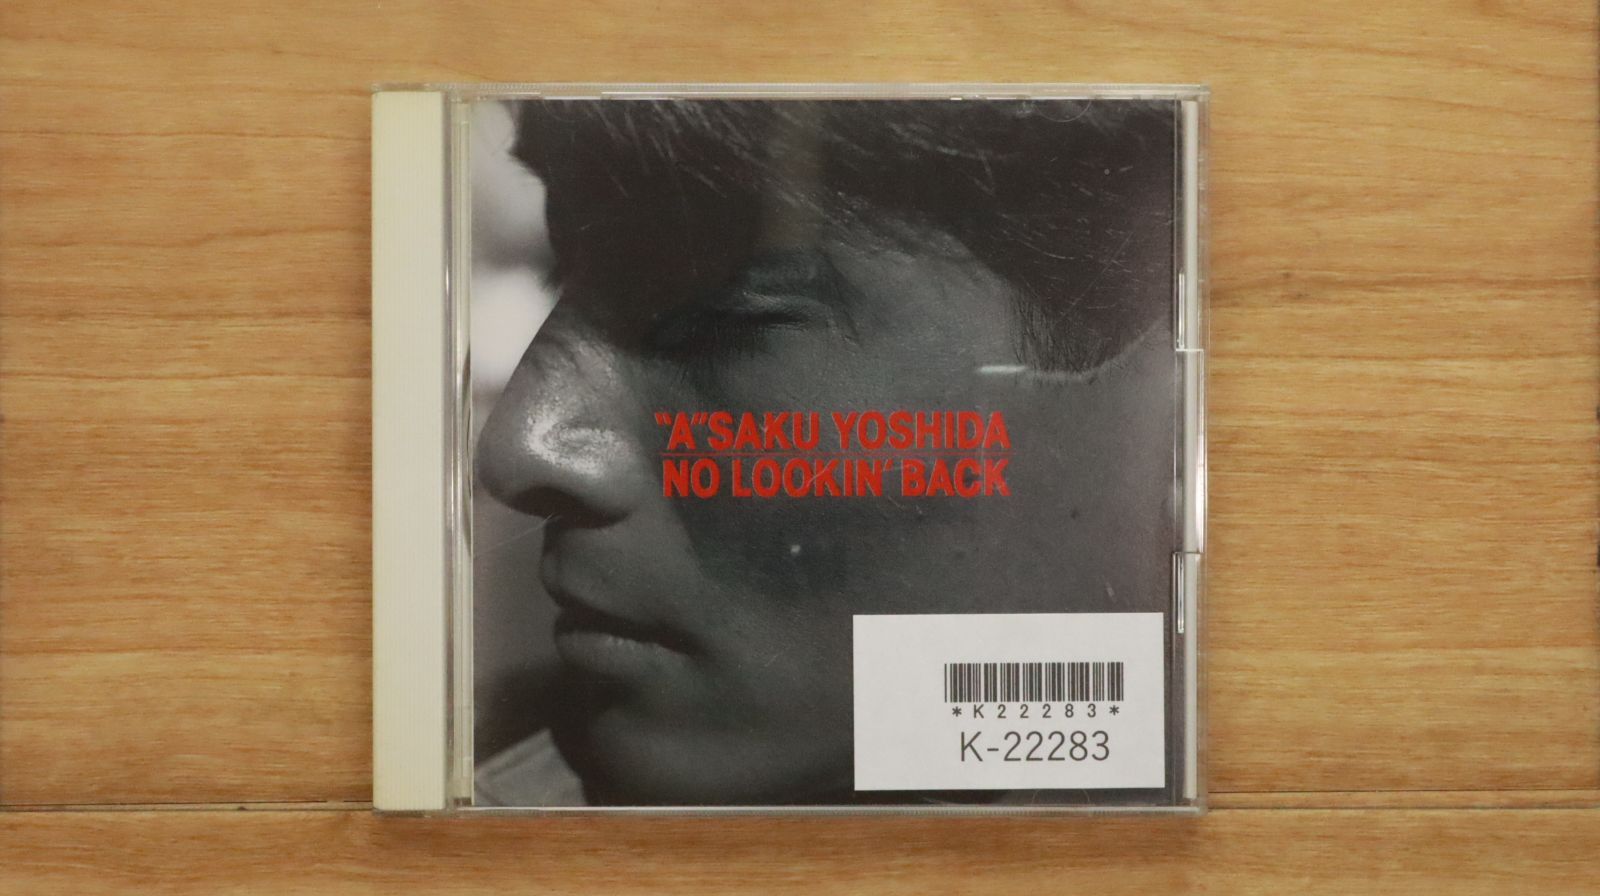 "A"SAKU YOSHIDA
NO LOOKIN' BACK
*K22283*
K-22283